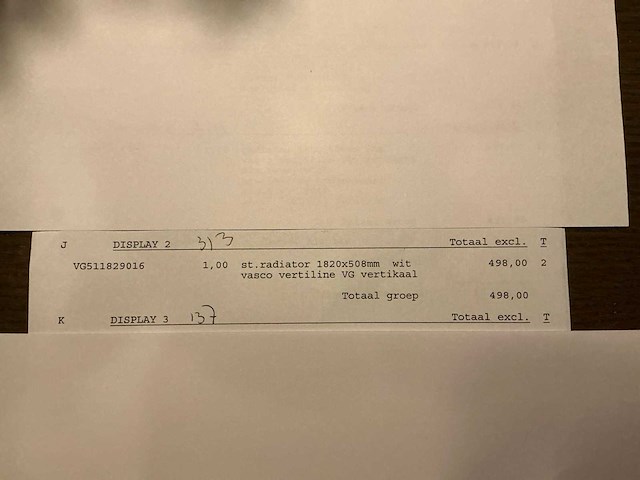 J DISPLAY 2 313 Totaal excl. T
VG511829016 1,00 st.radiator 1820x508mm wit 498,00 2
vasco vertiline VG vertikaal
Totaal groep 498,00
K DISPLAY 3 137 Totaal excl. T